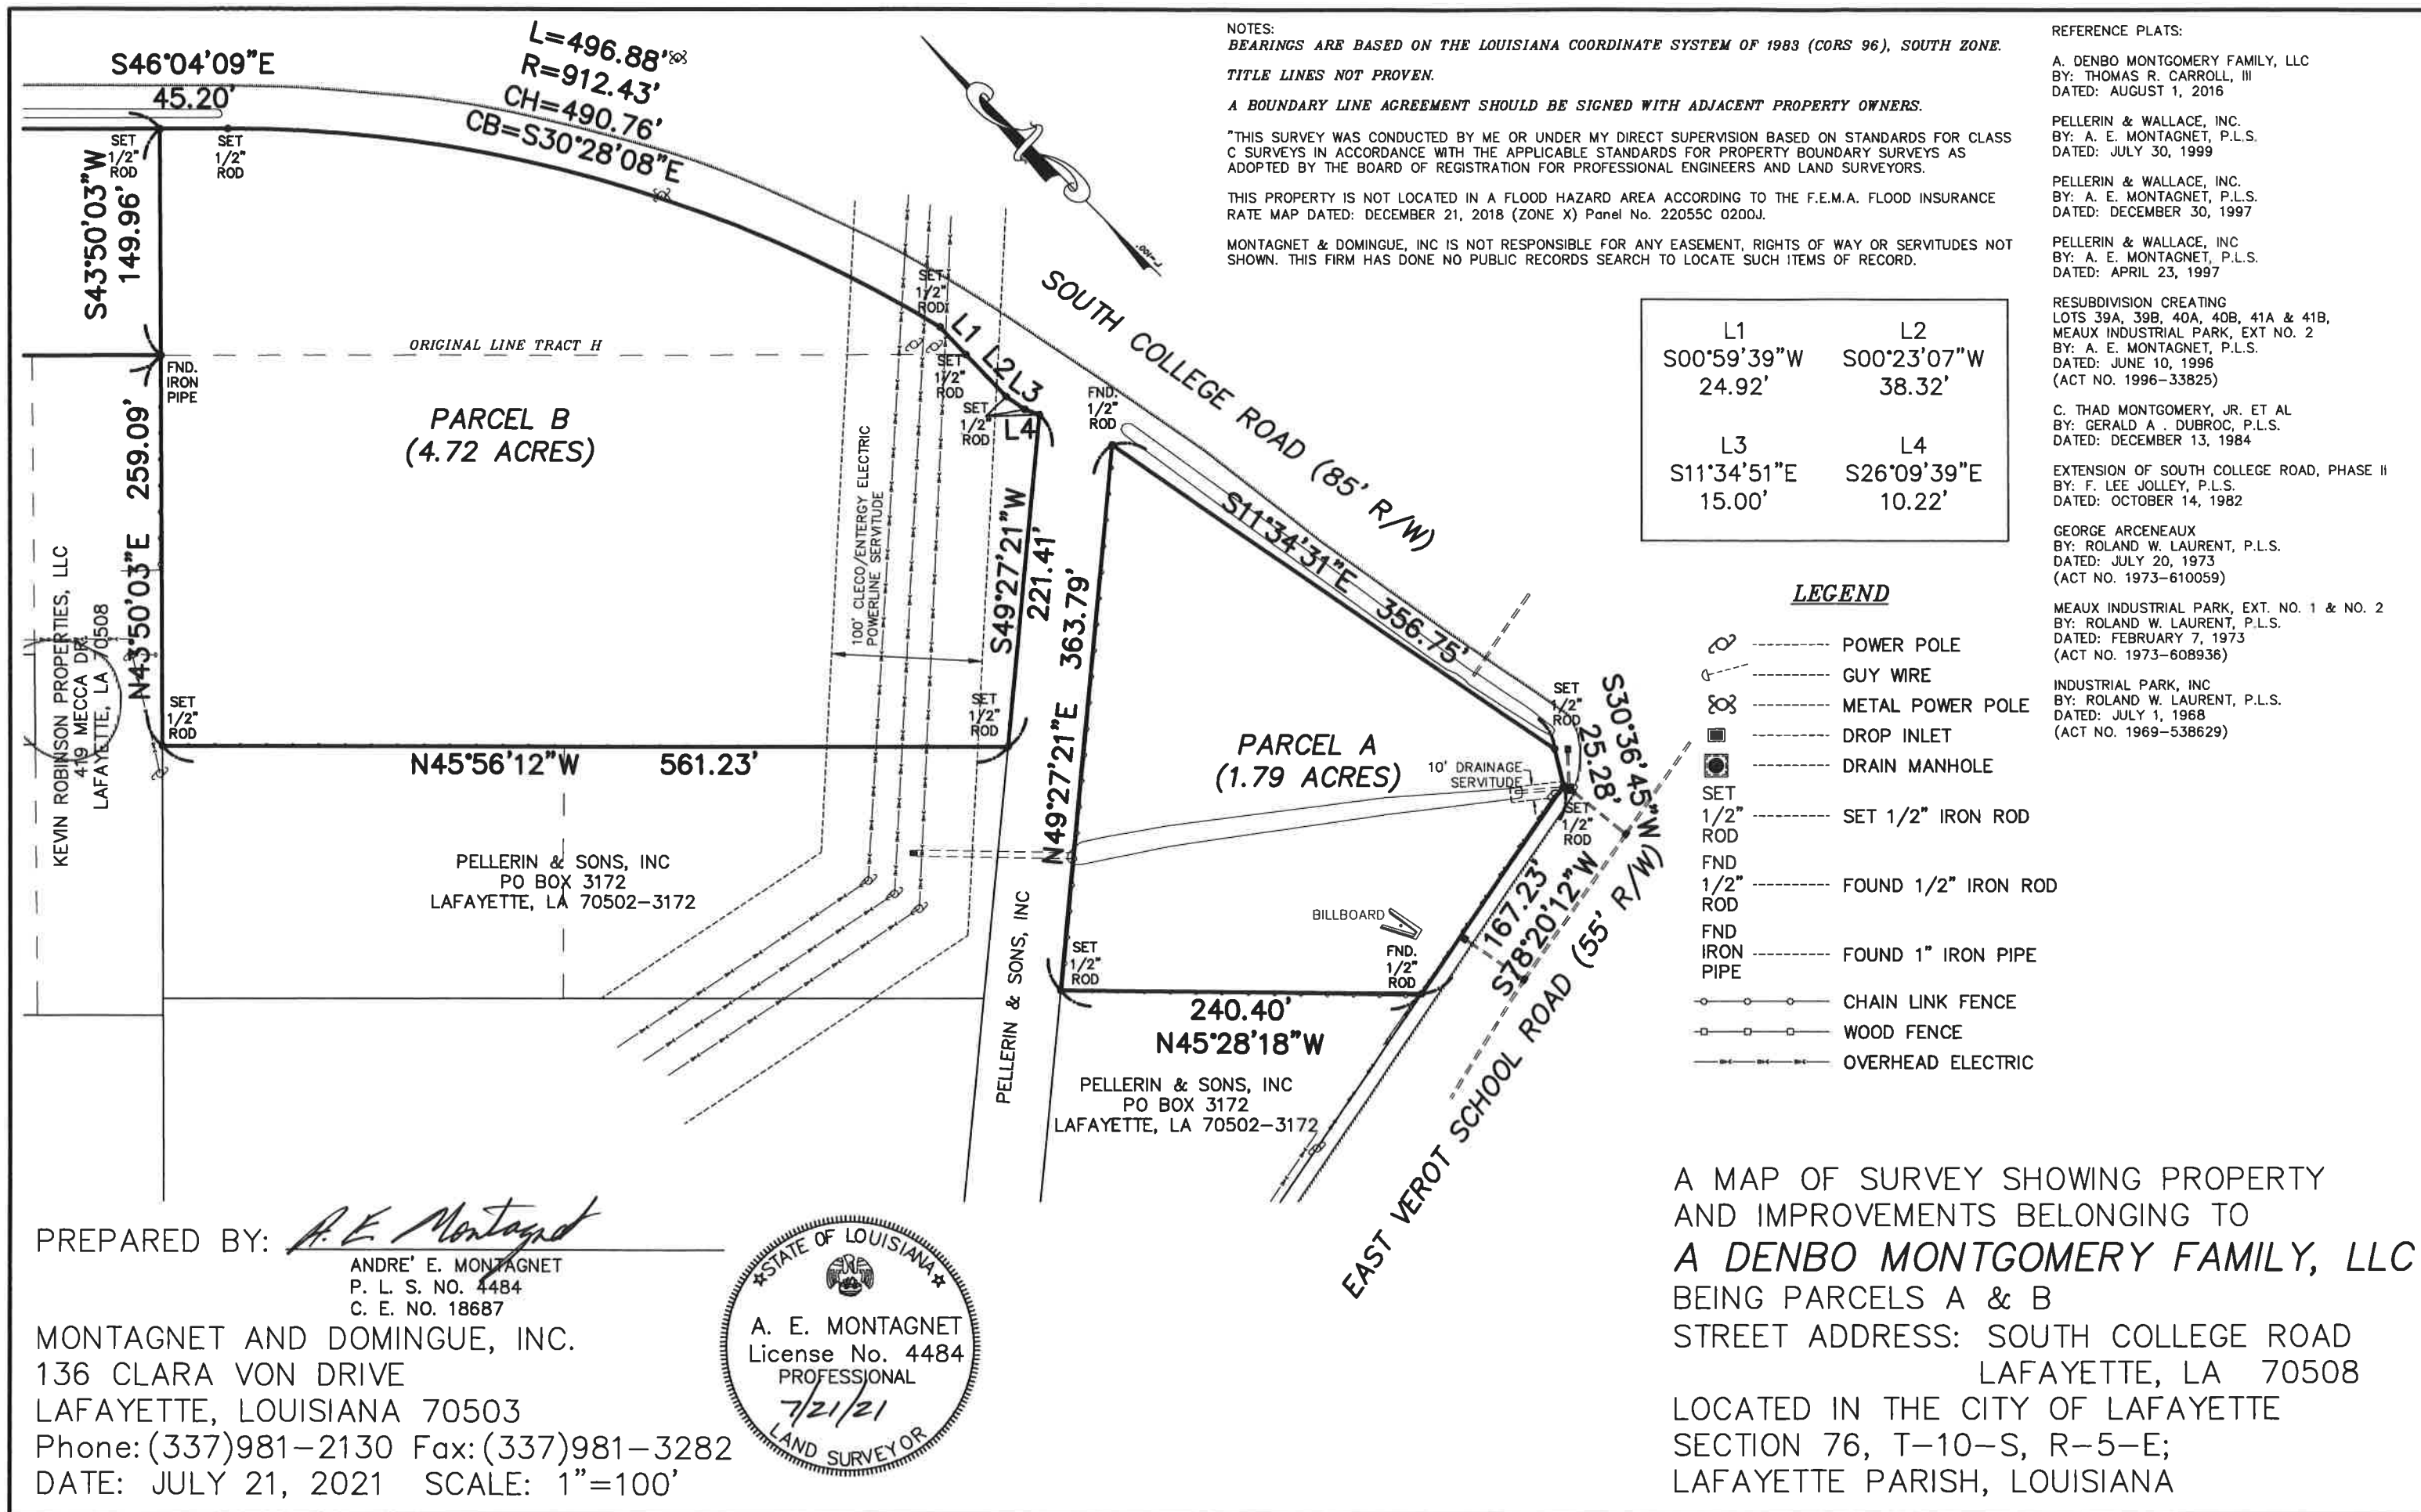 S46°04'09"E
45.20'
L=496.88'
R=912.43'
CH=490.76'
CB=S30°28'08"E
SET
1/2"
ROD
SET
1/2"
ROD
S43°50'03"W
149.96'
FND.
IRON
PIPE
ORIGINAL LINE TRACT H
PARCEL B
(4.72 ACRES)
N43°50'03"E 259.09'
KEVIN ROBINSON PROPERTIES, LLC
419 MECCA DR.
LAFAYETTE, LA 70508
SET
1/2"
ROD
N45°56'12"W 561.23'
PELLERIN & SONS, INC
PO BOX 3172
LAFAYETTE, LA 70502-3172
100' CLECO/ENTERGY ELECTRIC
POWERLINE SERVITUDE
SET
1/2"
ROD
L1
SET
1/2"
ROD
L2
L3
SET
1/2"
ROD
L4
S49°27'21"W
221.41'
SET
1/2"
ROD
FND.
1/2"
ROD
N49°27'21"E 363.79'
SOUTH COLLEGE ROAD (85' R/W)
S11°34'31"E 356.75'
PARCEL A
(1.79 ACRES)
10' DRAINAGE
SERVITUDE
SET
1/2"
ROD
S30°36'45"W
25.28'
SET
1/2"
ROD
167.23'
S78°20'12"W
BILLBOARD
FND.
1/2"
ROD
SET
1/2"
ROD
240.40'
N45°28'18"W
PELLERIN & SONS, INC
PELLERIN & SONS, INC
PO BOX 3172
LAFAYETTE, LA 70502-3172
EAST VEROT SCHOOL ROAD (55' R/W)
1"=100'
NOTES:
BEARINGS ARE BASED ON THE LOUISIANA COORDINATE SYSTEM OF 1983 (CORS 96), SOUTH ZONE.
TITLE LINES NOT PROVEN.
A BOUNDARY LINE AGREEMENT SHOULD BE SIGNED WITH ADJACENT PROPERTY OWNERS.
"THIS SURVEY WAS CONDUCTED BY ME OR UNDER MY DIRECT SUPERVISION BASED ON STANDARDS FOR CLASS
C SURVEYS IN ACCORDANCE WITH THE APPLICABLE STANDARDS FOR PROPERTY BOUNDARY SURVEYS AS
ADOPTED BY THE BOARD OF REGISTRATION FOR PROFESSIONAL ENGINEERS AND LAND SURVEYORS.
THIS PROPERTY IS NOT LOCATED IN A FLOOD HAZARD AREA ACCORDING TO THE F.E.M.A. FLOOD INSURANCE
RATE MAP DATED: DECEMBER 21, 2018 (ZONE X) Panel No. 22055C 0200J.
MONTAGNET & DOMINGUE, INC IS NOT RESPONSIBLE FOR ANY EASEMENT, RIGHTS OF WAY OR SERVITUDES NOT
SHOWN. THIS FIRM HAS DONE NO PUBLIC RECORDS SEARCH TO LOCATE SUCH ITEMS OF RECORD.
L1 L2
S00°59'39"W S00°23'07"W
24.92' 38.32'
L3 L4
S11°34'51"E S26°09'39"E
15.00' 10.22'
LEGEND
POWER POLE
GUY WIRE
METAL POWER POLE
DROP INLET
DRAIN MANHOLE
SET
1/2" SET 1/2" IRON ROD
ROD
FND
1/2" FOUND 1/2" IRON ROD
ROD
FND
IRON FOUND 1" IRON PIPE
PIPE
CHAIN LINK FENCE
WOOD FENCE
OVERHEAD ELECTRIC
REFERENCE PLATS:
A. DENBO MONTGOMERY FAMILY, LLC
BY: THOMAS R. CARROLL, III
DATED: AUGUST 1, 2016
PELLERIN & WALLACE, INC.
BY: A. E. MONTAGNET, P.L.S.
DATED: JULY 30, 1999
PELLERIN & WALLACE, INC.
BY: A. E. MONTAGNET, P.L.S.
DATED: DECEMBER 30, 1997
PELLERIN & WALLACE, INC
BY: A. E. MONTAGNET, P.L.S.
DATED: APRIL 23, 1997
RESUBDIVISION CREATING
LOTS 39A, 39B, 40A, 40B, 41A & 41B,
MEAUX INDUSTRIAL PARK, EXT NO. 2
BY: A. E. MONTAGNET, P.L.S.
DATED: JUNE 10, 1996
(ACT NO. 1996-33825)
C. THAD MONTGOMERY, JR. ET AL
BY: GERALD A . DUBROC, P.L.S.
DATED: DECEMBER 13, 1984
EXTENSION OF SOUTH COLLEGE ROAD, PHASE II
BY: F. LEE JOLLEY, P.L.S.
DATED: OCTOBER 14, 1982
GEORGE ARCENEAUX
BY: ROLAND W. LAURENT, P.L.S.
DATED: JULY 20, 1973
(ACT NO. 1973-610059)
MEAUX INDUSTRIAL PARK, EXT. NO. 1 & NO. 2
BY: ROLAND W. LAURENT, P.L.S.
DATED: FEBRUARY 7, 1973
(ACT NO. 1973-608936)
INDUSTRIAL PARK, INC
BY: ROLAND W. LAURENT, P.L.S.
DATED: JULY 1, 1968
(ACT NO. 1969-538629)
PREPARED BY: A. E. Montagnet
ANDRE' E. MONTAGNET
P. L. S. NO. 4484
C. E. NO. 18687
MONTAGNET AND DOMINGUE, INC.
136 CLARA VON DRIVE
LAFAYETTE, LOUISIANA 70503
Phone:(337)981-2130 Fax:(337)981-3282
DATE: JULY 21, 2021 SCALE: 1"=100'
STATE OF LOUISIANA
A. E. MONTAGNET
License No. 4484
PROFESSIONAL
7/21/21
LAND SURVEYOR
A MAP OF SURVEY SHOWING PROPERTY
AND IMPROVEMENTS BELONGING TO
A DENBO MONTGOMERY FAMILY, LLC
BEING PARCELS A & B
STREET ADDRESS: SOUTH COLLEGE ROAD
LAFAYETTE, LA 70508
LOCATED IN THE CITY OF LAFAYETTE
SECTION 76, T-10-S, R-5-E;
LAFAYETTE PARISH, LOUISIANA